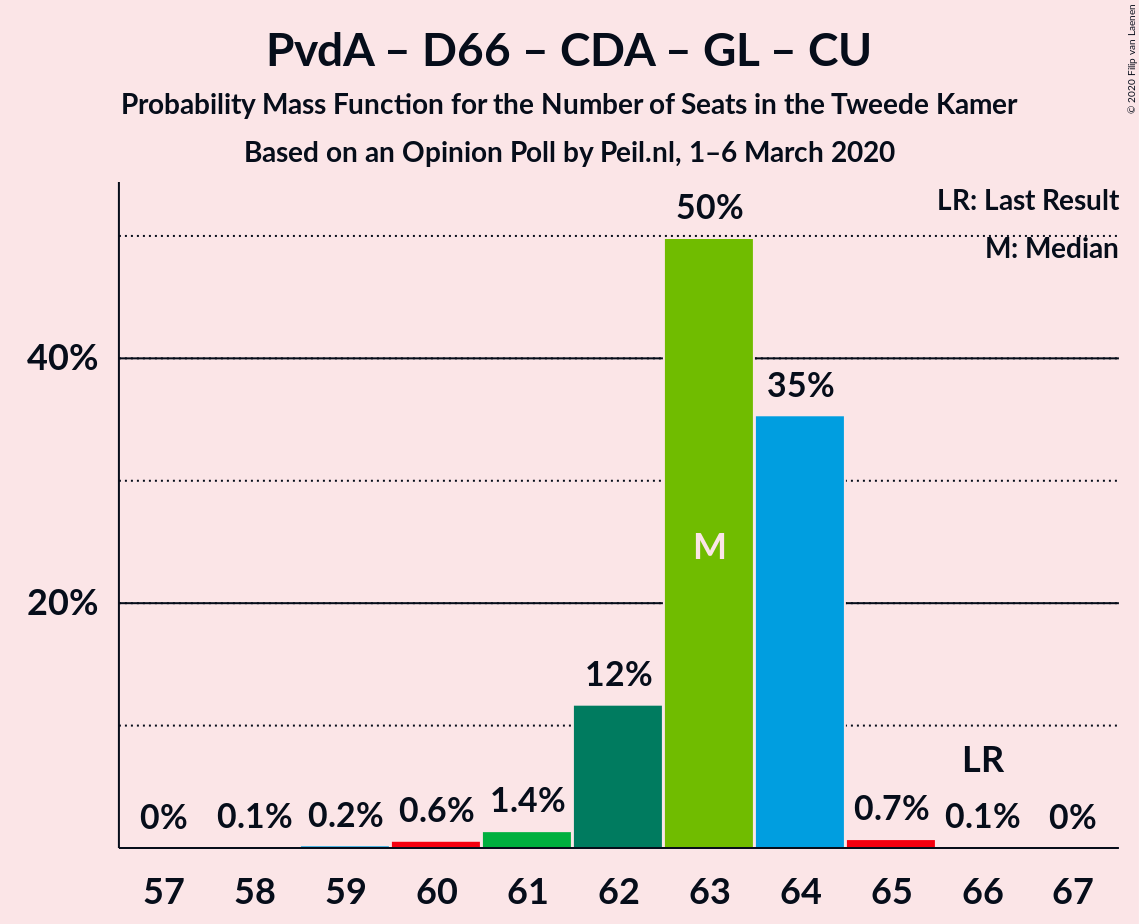 PvdA – D66 – CDA – GL – CU
Probability Mass Function for the Number of Seats in the Tweede Kamer
Based on an Opinion Poll by Peil.nl, 1–6 March 2020
© 2020 Filip van Laenen
LR: Last Result
M: Median
50%
40%
35%
M
20%
12%
LR
0%
0.1%
0.2%
0.6%
1.4%
0.7%
0.1%
0%
57 58 59 60 61 62 63 64 65 66 67